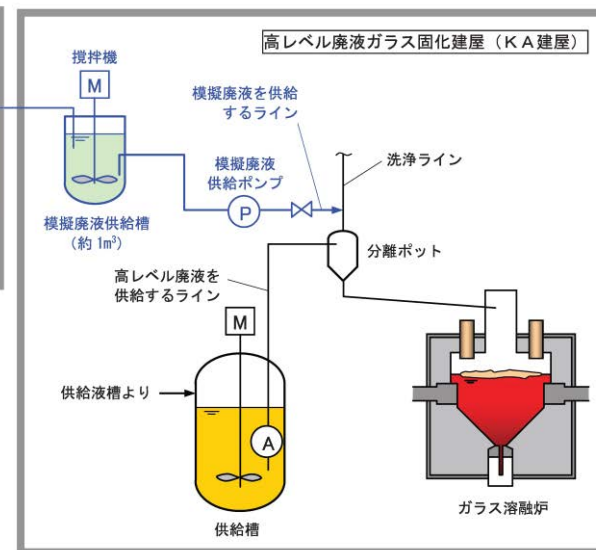 高レベル廃液ガラス固化建屋（ＫＡ建屋）
撹拌機
M
模擬廃液を供給
するライン
洗浄ライン
模擬廃液
供給ポンプ
P
模擬廃液供給槽
（約 1m³）
分離ポット
高レベル廃液を
供給するライン
M
供給液槽より
A
供給槽
ガラス溶融炉